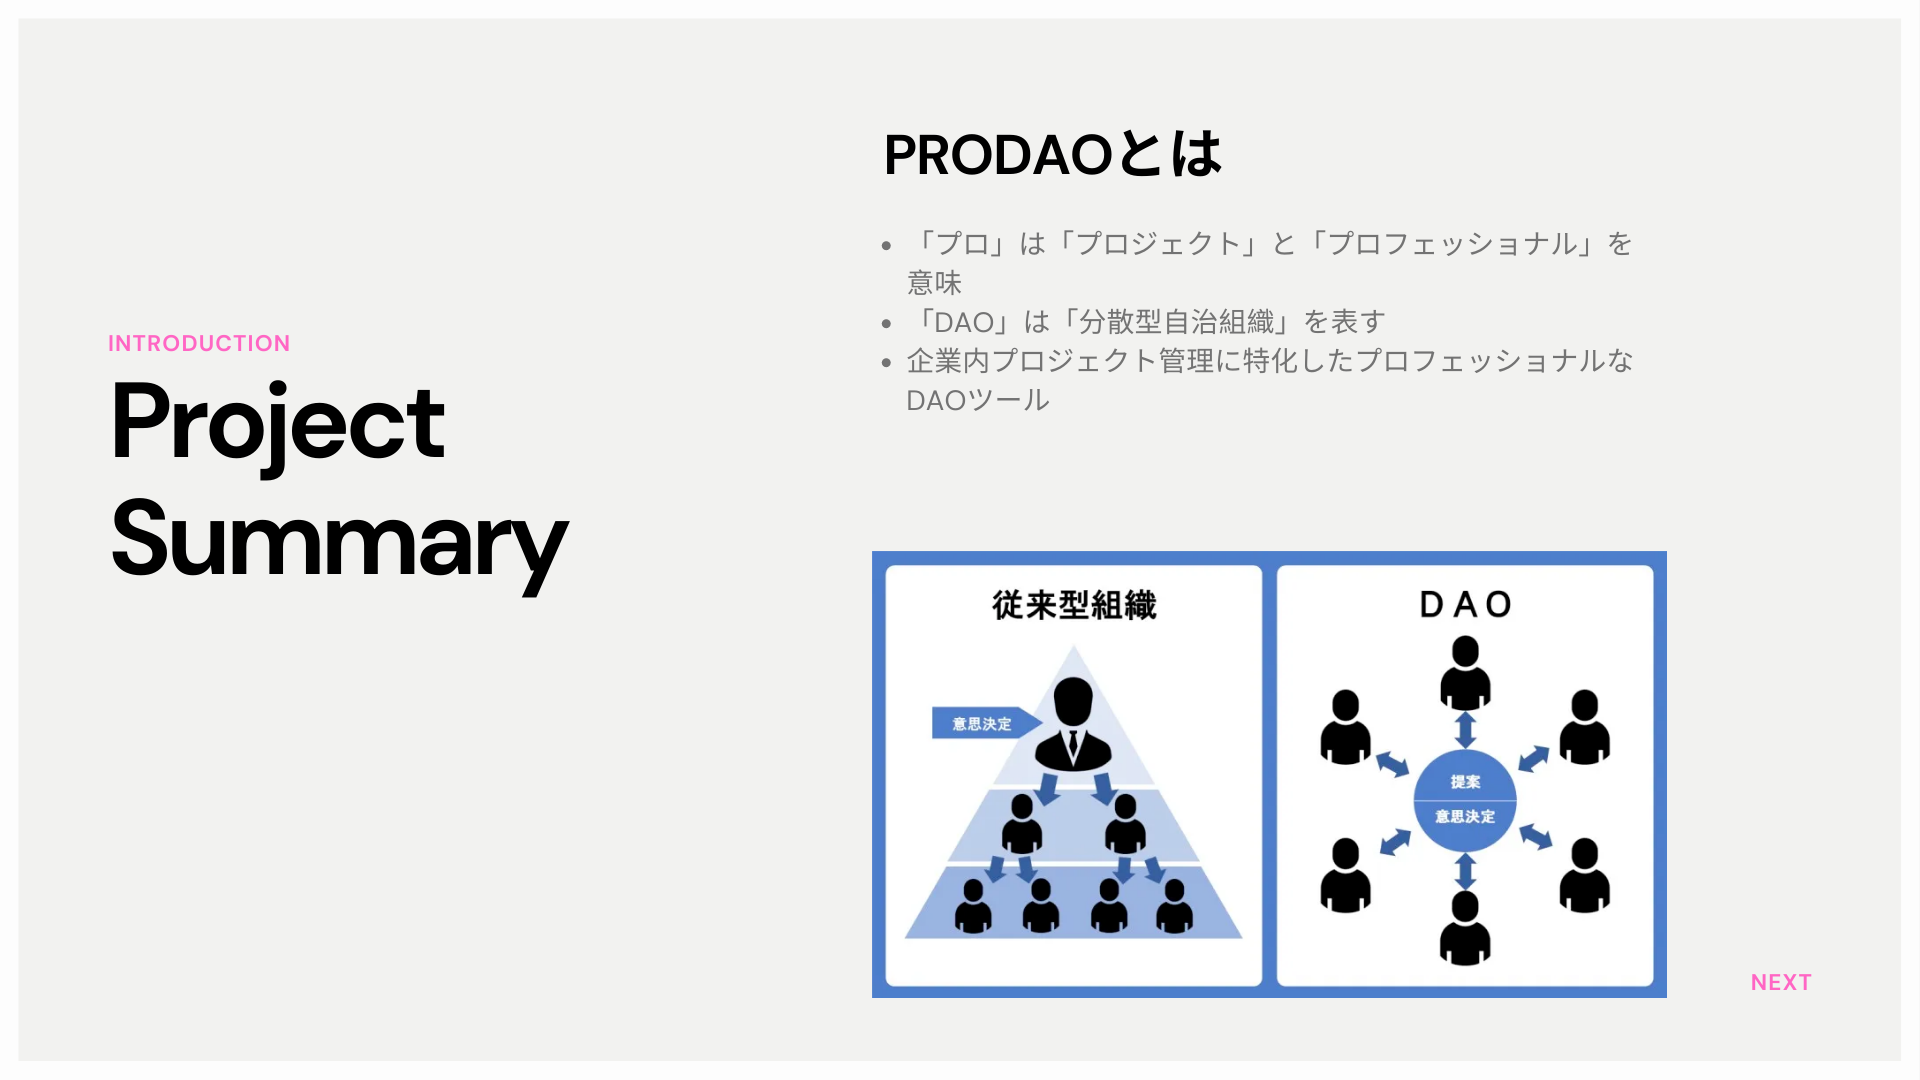 INTRODUCTION
Project
Summary
PRODAOとは
• 「プロ」は「プロジェクト」と「プロフェッショナル」を
意味
• 「DAO」は「分散型自治組織」を表す
• 企業内プロジェクト管理に特化したプロフェッショナルな
DAOツール
従来型組織
意思決定
DAO
提案
意思決定
NEXT